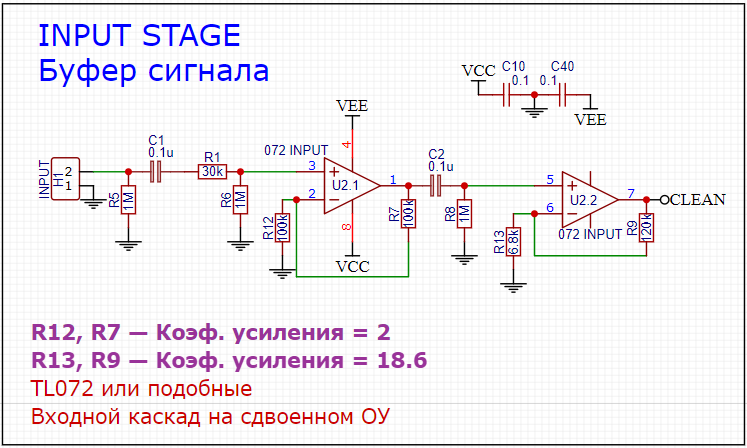 INPUT STAGE
Буфер сигнала
VCC
C10
0.1
C40
0.1
VEE
VEE
INPUT
H1
2
1
R5
1M
C1
0.1u
R1
30k
R6
1M
072 INPUT
3
2
4
8
1
U2.1
VCC
R12
100k
R7
100k
C2
0.1u
R8
1M
5
6
7
U2.2
072 INPUT
R13
6.8k
R9
120k
CLEAN
R12, R7 — Коэф. усиления = 2
R13, R9 — Коэф. усиления = 18.6
TL072 или подобные
Входной каскад на сдвоенном ОУ